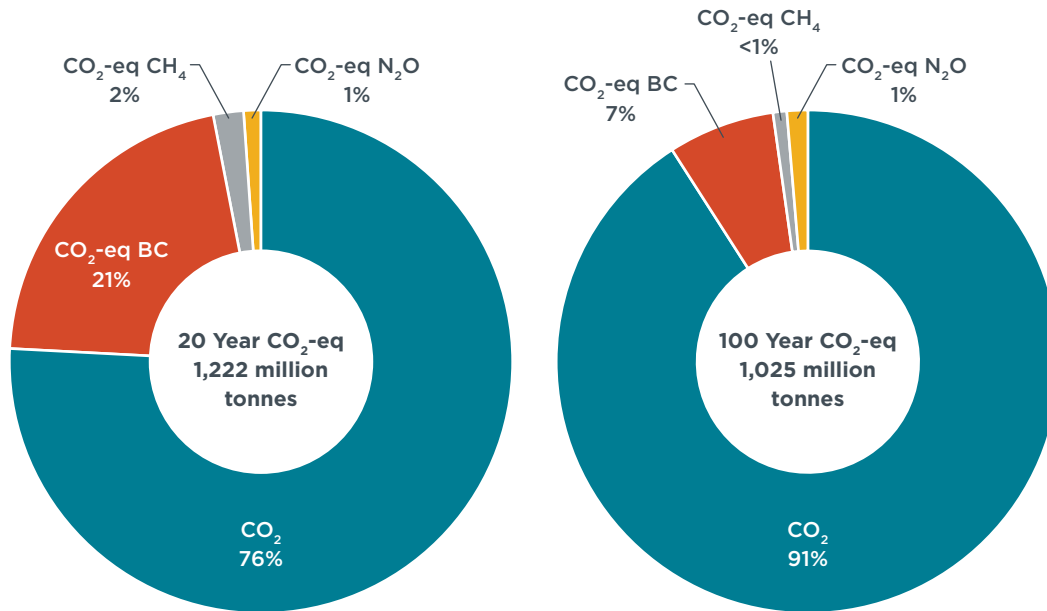 CO₂-eq CH₄
2%
CO₂-eq N₂O
1%
CO₂-eq BC
21%
20 Year CO₂-eq
1,222 million
tonnes
CO₂
76%
CO₂-eq CH₄
<1%
CO₂-eq BC
7%
CO₂-eq N₂O
1%
100 Year CO₂-eq
1,025 million
tonnes
CO₂
91%